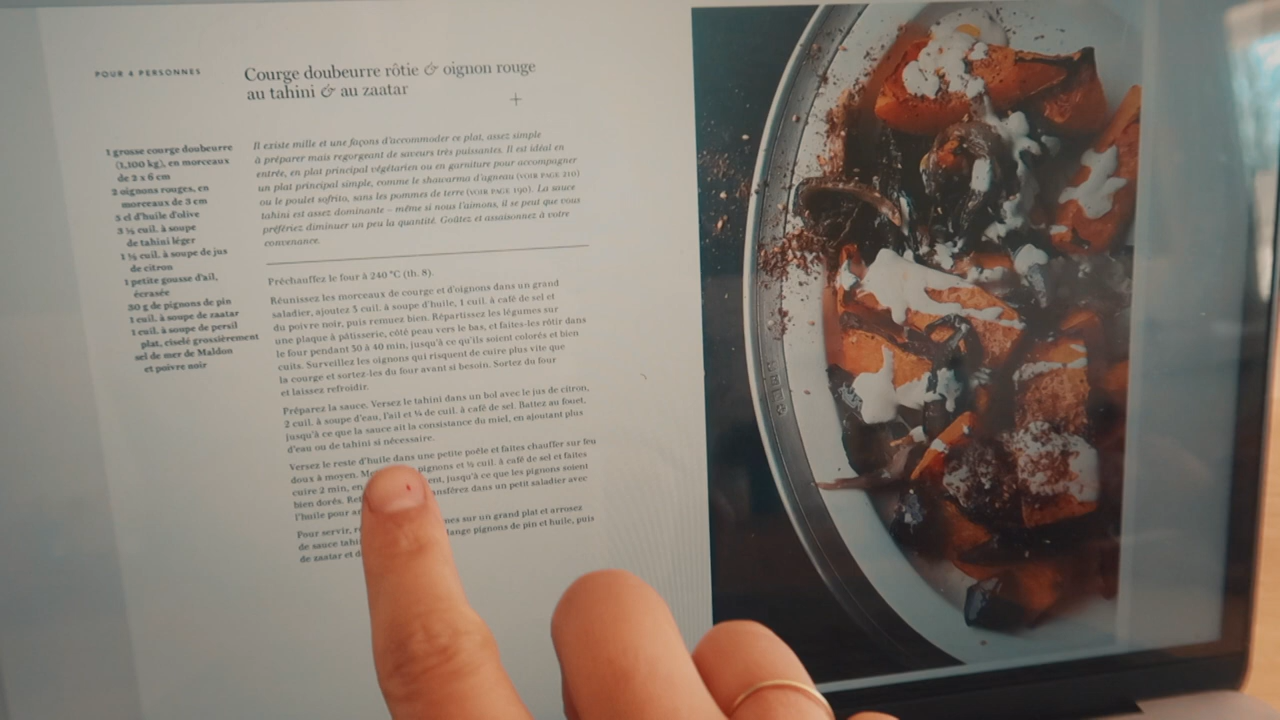 POUR 4 PERSONNES
Courge doubeurre rôtie & oignon rouge
au tahini & au zaatar
1 grosse courge doubeurre
(1,100 kg), en morceaux
de 2 x 6 cm
2 oignons rouges, en
morceaux de 3 cm
5 cl d'huile d'olive
3 ½ cuil. à soupe
de tahini léger
1 ½ cuil. à soupe de jus
de citron
1 petite gousse d'ail,
écrasée
30 g de pignons de pin
1 cuil. à soupe de zaatar
1 cuil. à soupe de persil
plat, ciselé grossièrement
sel de mer de Maldon
et poivre noir
Il existe mille et une façons d'accommoder ce plat, assez simple
à préparer mais regorgeant de saveurs très puissantes. Il est idéal en
entrée, en plat principal végétarien ou en garniture pour accompagner
un plat principal simple, comme le shawarma d'agneau (VOIR PAGE 210)
ou le poulet sofrito, sans les pommes de terre (VOIR PAGE 190). La sauce
tahini est assez dominante – même si nous l'aimons, il se peut que vous
préfériez diminuer un peu la quantité. Goûtez et assaisonnez à votre
convenance.
Préchauffez le four à 240 °C (th. 8).
Réunissez les morceaux de courge et d'oignons dans un grand
saladier, ajoutez 3 cuil. à soupe d'huile, 1 cuil. à café de sel et
du poivre noir, puis remuez bien. Répartissez les légumes sur
une plaque à pâtisserie, côté peau vers le bas, et faites-les rôtir dans
le four pendant 30 à 40 min, jusqu'à ce qu'ils soient colorés et bien
cuits. Surveillez les oignons qui risquent de cuire plus vite que
la courge et sortez-les du four avant si besoin. Sortez du four
et laissez refroidir.
Préparez la sauce. Versez le tahini dans un bol avec le jus de citron,
2 cuil. à soupe d'eau, l'ail et ¼ de cuil. à café de sel. Battez au fouet,
jusqu'à ce que la sauce ait la consistance du miel, en ajoutant plus
d'eau ou de tahini si nécessaire.
Versez le reste d'huile dans une petite poêle et faites chauffer sur feu
doux à moyen. pignons et ½ cuil. à café de sel et faites
cuire 2 min, en jusqu'à ce que les pignons soient
bien dorés. dans un petit saladier avec
l'huile pour
Pour servir, sur un grand plat et arrosez
de sauce pignons de pin et huile, puis
de zaatar et